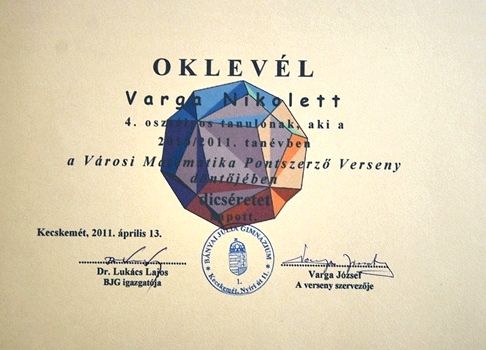 OKLEVÉL
Varga Nikolett
4. osztályos tanulónak, aki a
2010/2011. tanévben
a Városi Matematika Pontszerző Verseny
döntőjében
dicséretet
kapott.
Kecskemét, 2011. április 13.
BÁNYAI JÚLIA GIMNÁZIUM
1.
Kecskemét, Nyíri út 11.
Dr. Lukács Lajos
BJG igazgatója
Varga József
A verseny szervezője